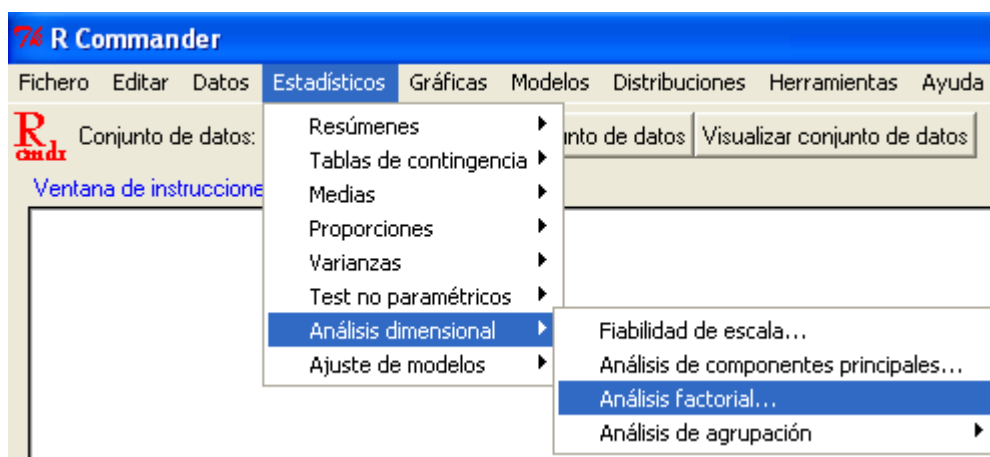 R Commander
Fichero Editar Datos Estadísticos Gráficas Modelos Distribuciones Herramientas Ayuda
R cmdr Conjunto de datos: de datos Visualizar conjunto de datos
Ventana de
Resúmenes
Tablas de contingencia
Medias
Proporciones
Varianzas
Test no paramétricos
Análisis dimensional
Ajuste de modelos
Fiabilidad de escala...
Análisis de componentes principales...
Análisis factorial...
Análisis de agrupación